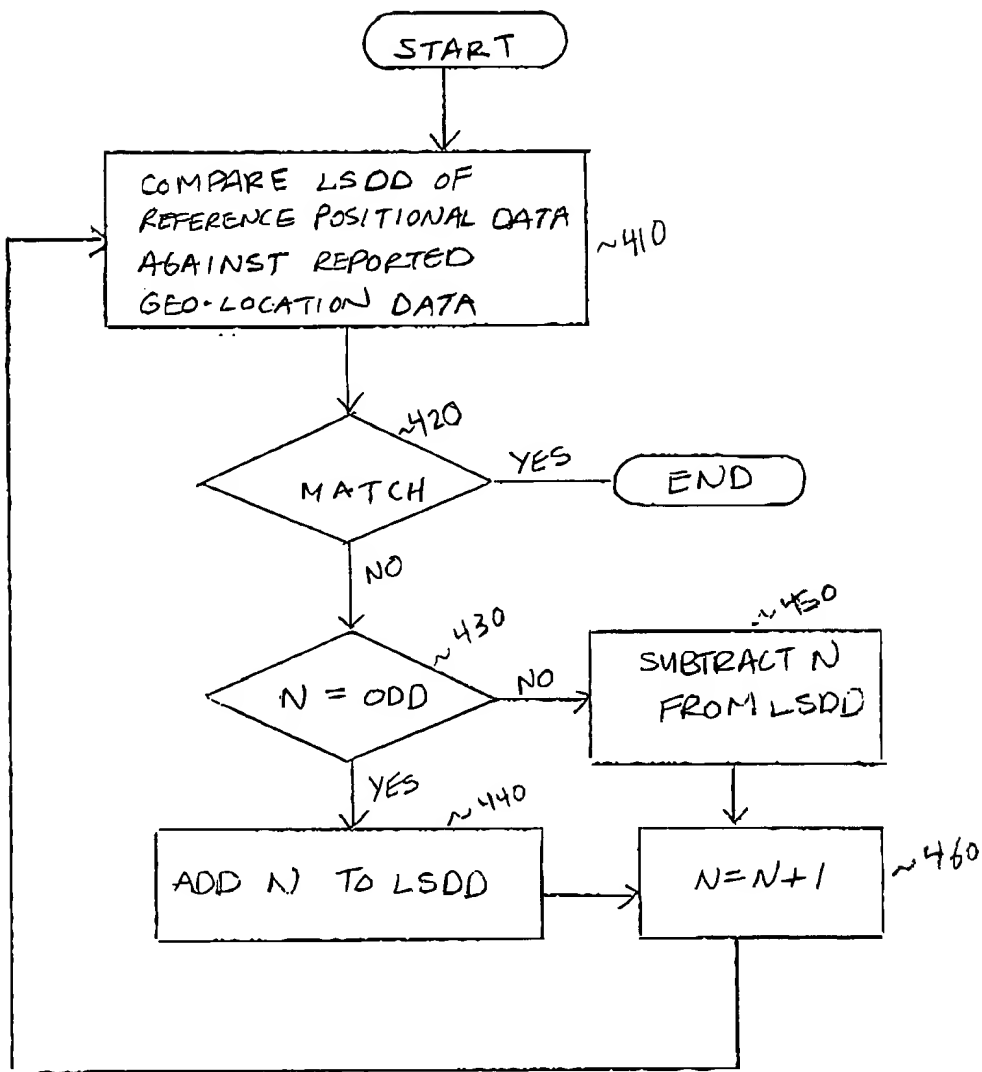 START
COMPARE LSDD OF
REFERENCE POSITIONAL DATA
AGAINST REPORTED
GEO-LOCATION DATA
~410
~420
MATCH
YES
END
NO
~430
N = ODD
NO
~450
SUBTRACT N
FROM LSDD
YES
~440
ADD N TO LSDD
N=N+1
~460